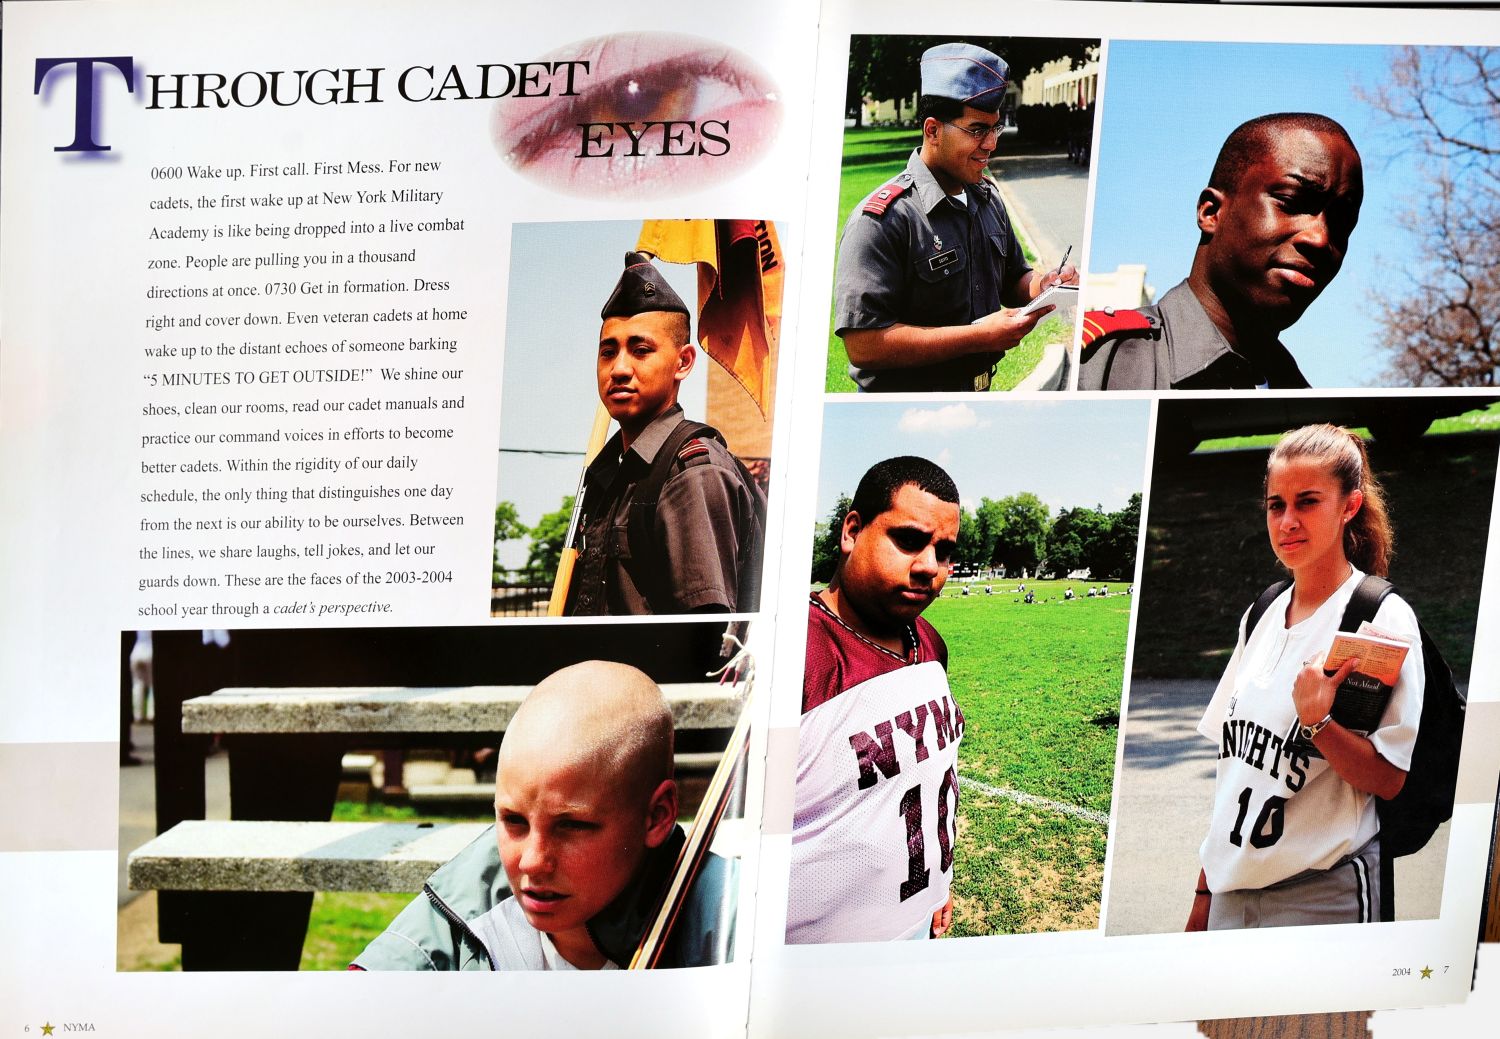 THROUGH CADET
EYES
0600 Wake up. First call. First Mess. For new
cadets, the first wake up at New York Military
Academy is like being dropped into a live combat
zone. People are pulling you in a thousand
directions at once. 0730 Get in formation. Dress
right and cover down. Even veteran cadets at home
wake up to the distant echoes of someone barking
“5 MINUTES TO GET OUTSIDE!” We shine our
shoes, clean our rooms, read our cadet manuals and
practice our command voices in efforts to become
better cadets. Within the rigidity of our daily
schedule, the only thing that distinguishes one day
from the next is our ability to be ourselves. Between
the lines, we share laughs, tell jokes, and let our
guards down. These are the faces of the 2003-2004
school year through a cadet's perspective.
TION
NYMA
10
Not Afraid
KNIGHTS
10
6 NYMA
2004 7